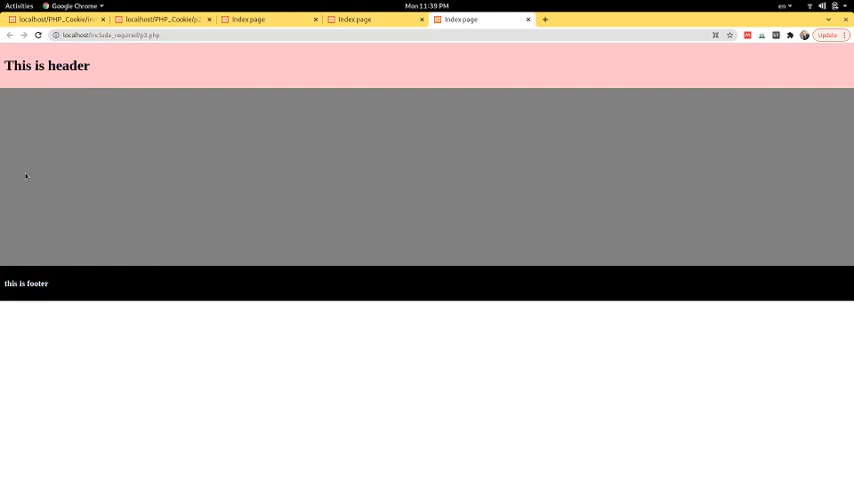 Activities Google Chrome Mon 11:39 PM en
localhost/PHP_Cookie/in localhost/PHP_Cookie/p2 Index page Index page Index page
localhost/include_required/p3.php Update
This is header
this is footer